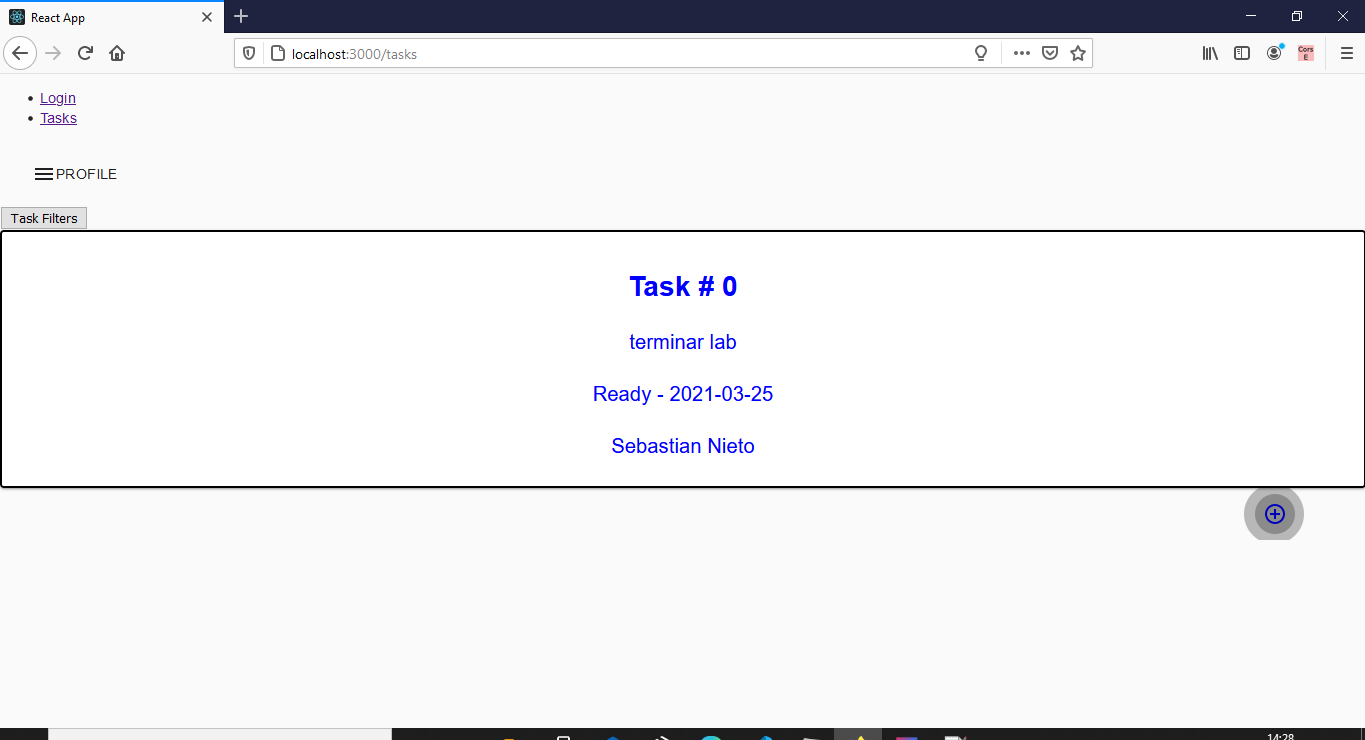 React App
localhost:3000/tasks
Cors
E
Login
Tasks
PROFILE
Task Filters
Task # 0
terminar lab
Ready - 2021-03-25
Sebastian Nieto
14:28